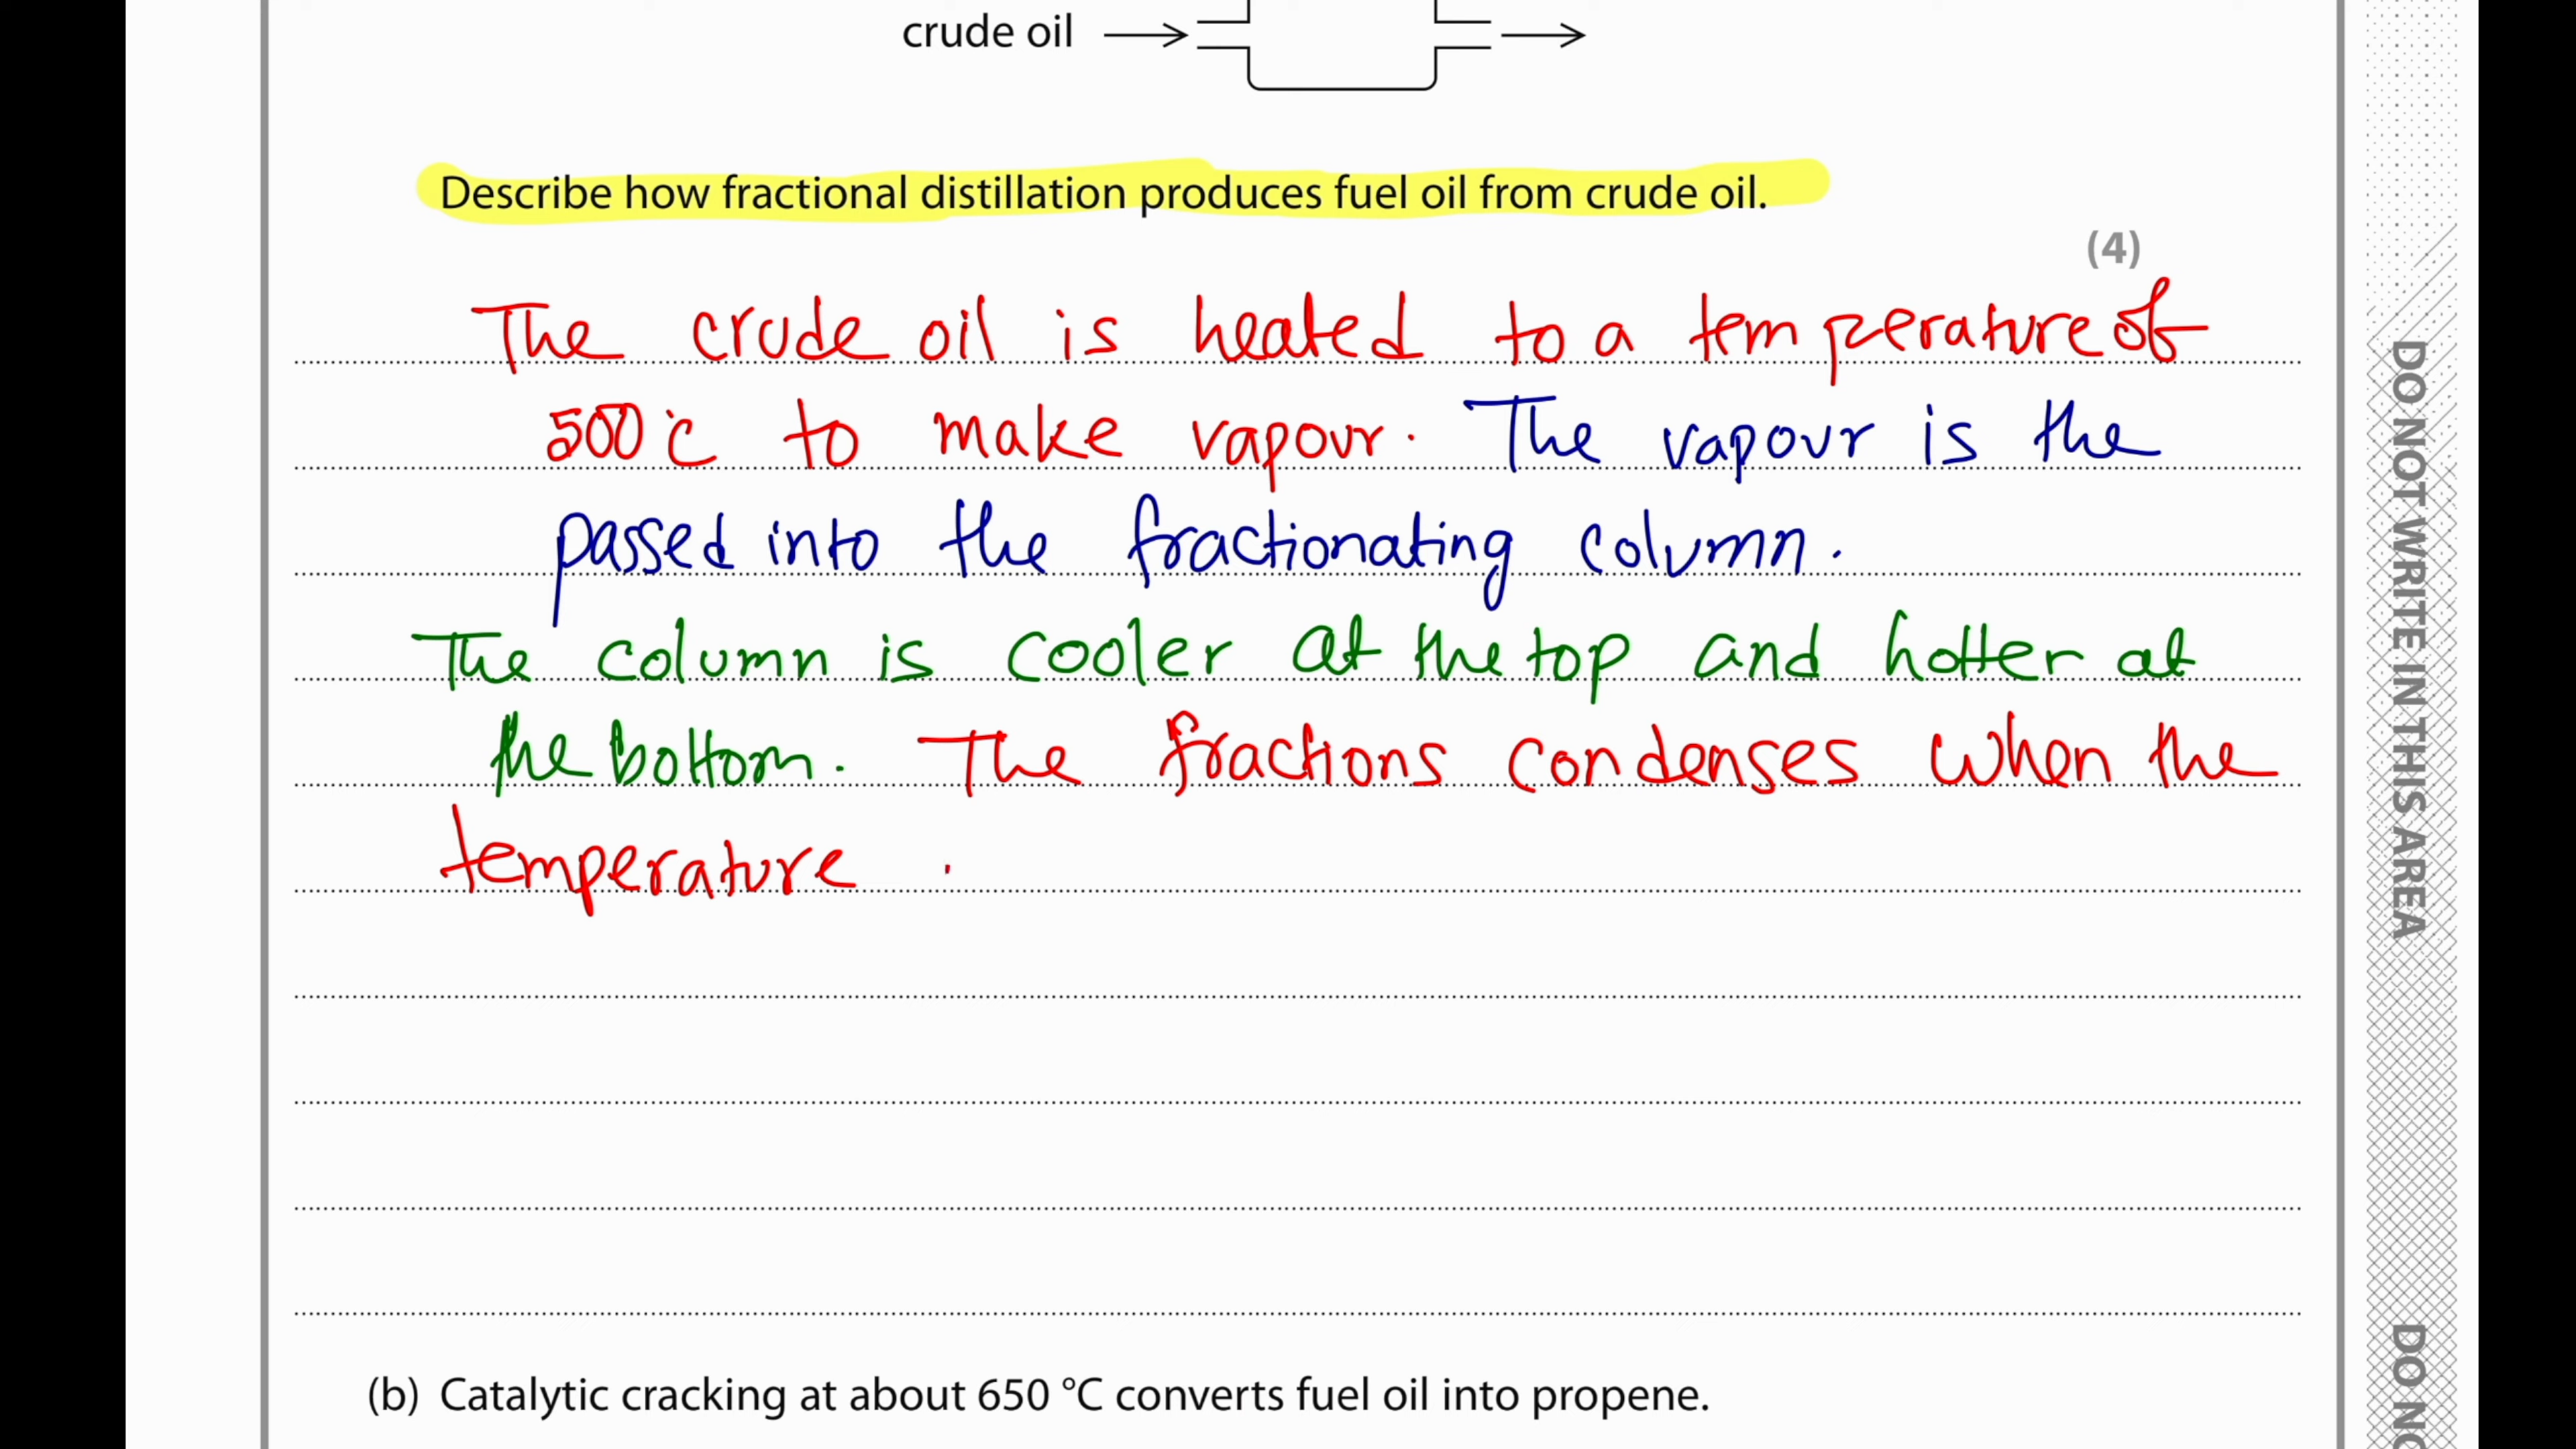 crude oil
Describe how fractional distillation produces fuel oil from crude oil.
(4)
The crude oil is heated to a temperature of
500°c to make vapour. The vapour is the
passed into the fractionating column.
The column is cooler at the top and hotter at
the bottom. The fractions condenses when the
temperature .
(b) Catalytic cracking at about 650 °C converts fuel oil into propene.
DO NOT WRITE IN THIS AREA
DO NO